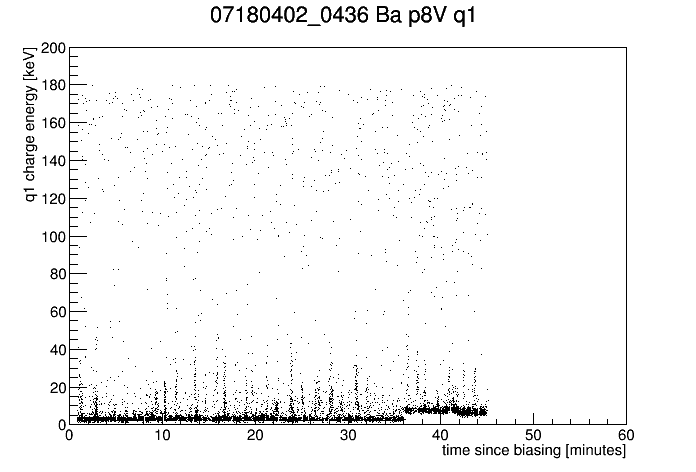 07180402_0436 Ba p8V q1
q1 charge energy [keV]
200
180
160
140
120
100
80
60
40
20
0
0 10 20 30 40 50 60
time since biasing [minutes]